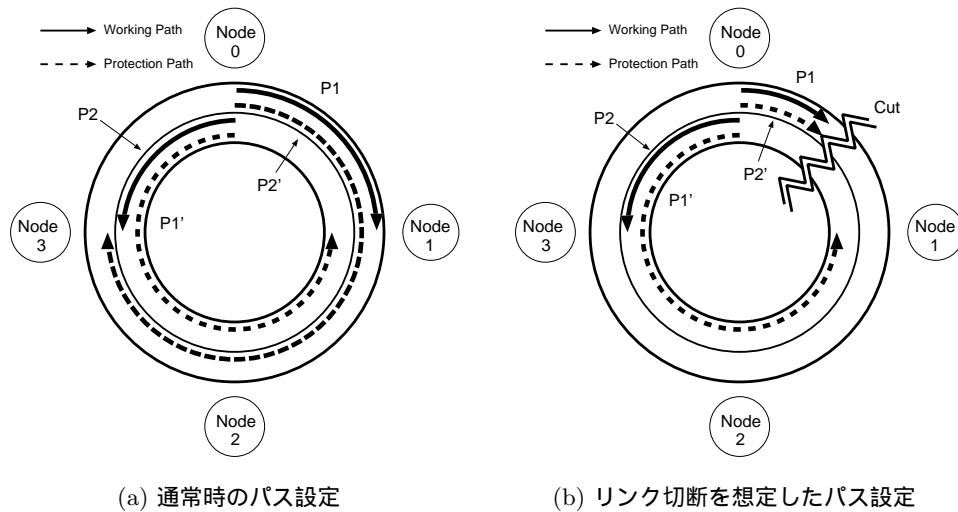 Working Path
Protection Path
Node
0
P1
P2
P2'
P1'
Node
3
Node
1
Node
2
(a) 通常時のパス設定
Working Path
Protection Path
Node
0
P1
Cut
P2
P2'
P1'
Node
3
Node
1
Node
2
(b) リンク切断を想定したパス設定